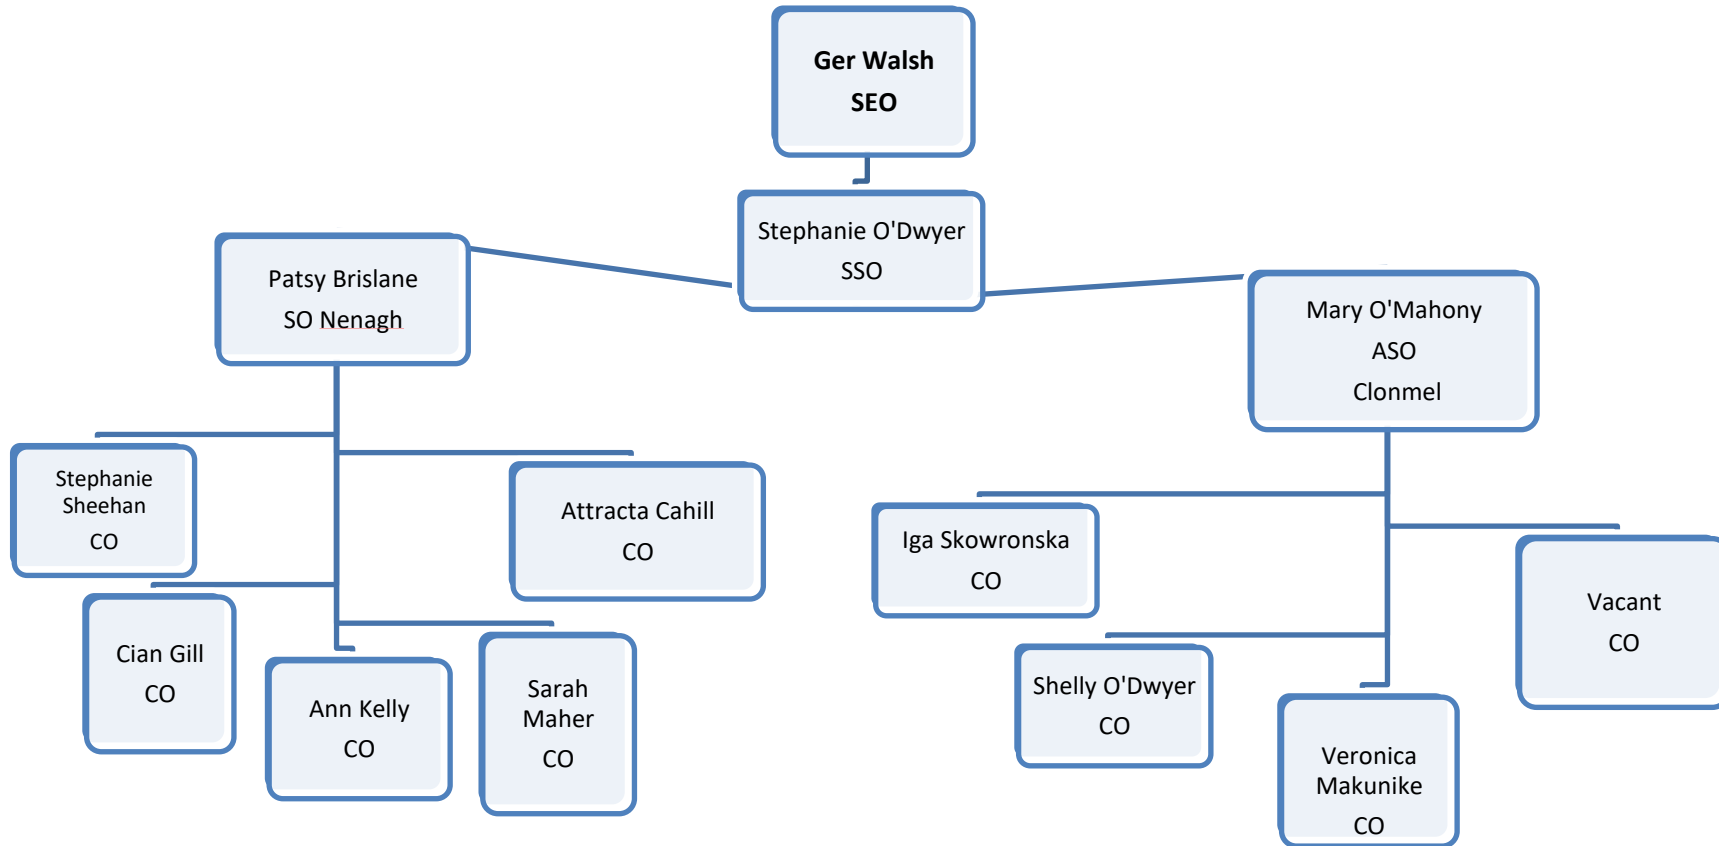 Ger Walsh
SEO
Stephanie O'Dwyer
SSO
Patsy Brislane
SO Nenagh
Mary O'Mahony
ASO
Clonmel
Stephanie
Sheehan
CO
Attracta Cahill
CO
Cian Gill
CO
Ann Kelly
CO
Sarah
Maher
CO
Iga Skowronska
CO
Vacant
CO
Shelly O'Dwyer
CO
Veronica
Makunike
CO